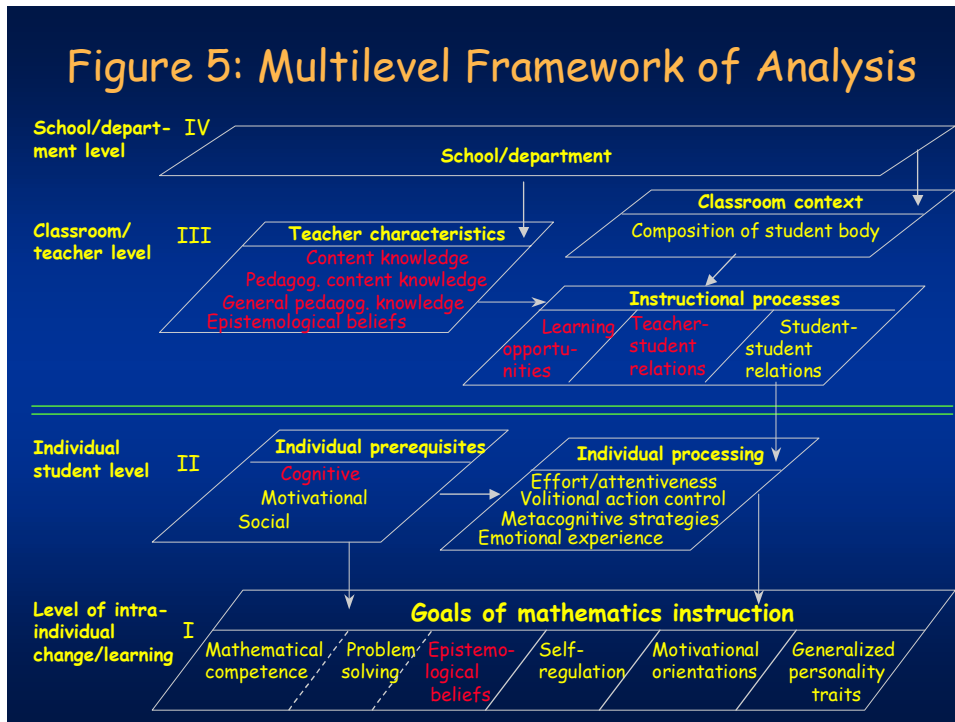 Figure 5: Multilevel Framework of Analysis
School/depart-
ment level
IV
School/department
Classroom/
teacher level
III
Teacher characteristics
Content knowledge
Pedagog. content knowledge
General pedagog. knowledge
Epistemological beliefs
Classroom context
Composition of student body
Instructional processes
Learning
opportu-
nities
Teacher-
student
relations
Student-
student
relations
Individual
student level
II
Individual prerequisites
Cognitive
Motivational
Social
Individual processing
Effort/attentiveness
Volitional action control
Metacognitive strategies
Emotional experience
Level of intra-
individual
change/learning
I
Goals of mathematics instruction
Mathematical
competence
Problem
solving
Epistemo-
logical
beliefs
Self-
regulation
Motivational
orientations
Generalized
personality
traits